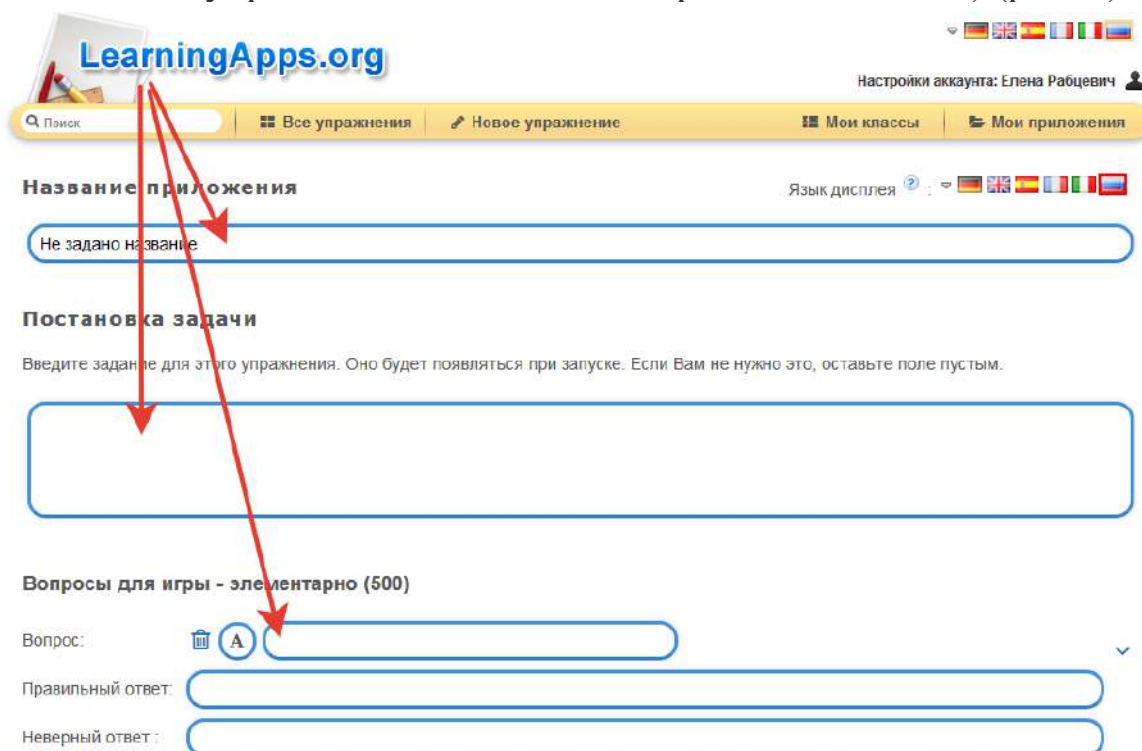 LearningApps.org
Настройки аккаунта: Елена Рабцевич
Поиск
Все упражнения
Новое упражнение
Мои классы
Мои приложения
Название приложения
Язык дисплея ? :
Не задано название
Постановка задачи
Введите задание для этого упражнения. Оно будет появляться при запуске. Если Вам не нужно это, оставьте поле пустым.
Вопросы для игры - элементарно (500)
Вопрос:
A
Правильный ответ:
Неверный ответ :